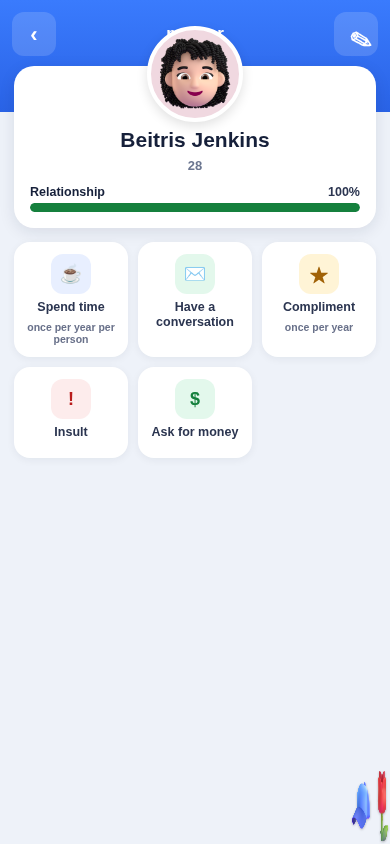 Beitris Jenkins
28
Relationship 100%
Spend time
once per year per
person
Have a
conversation
Compliment
once per year
Insult
Ask for money